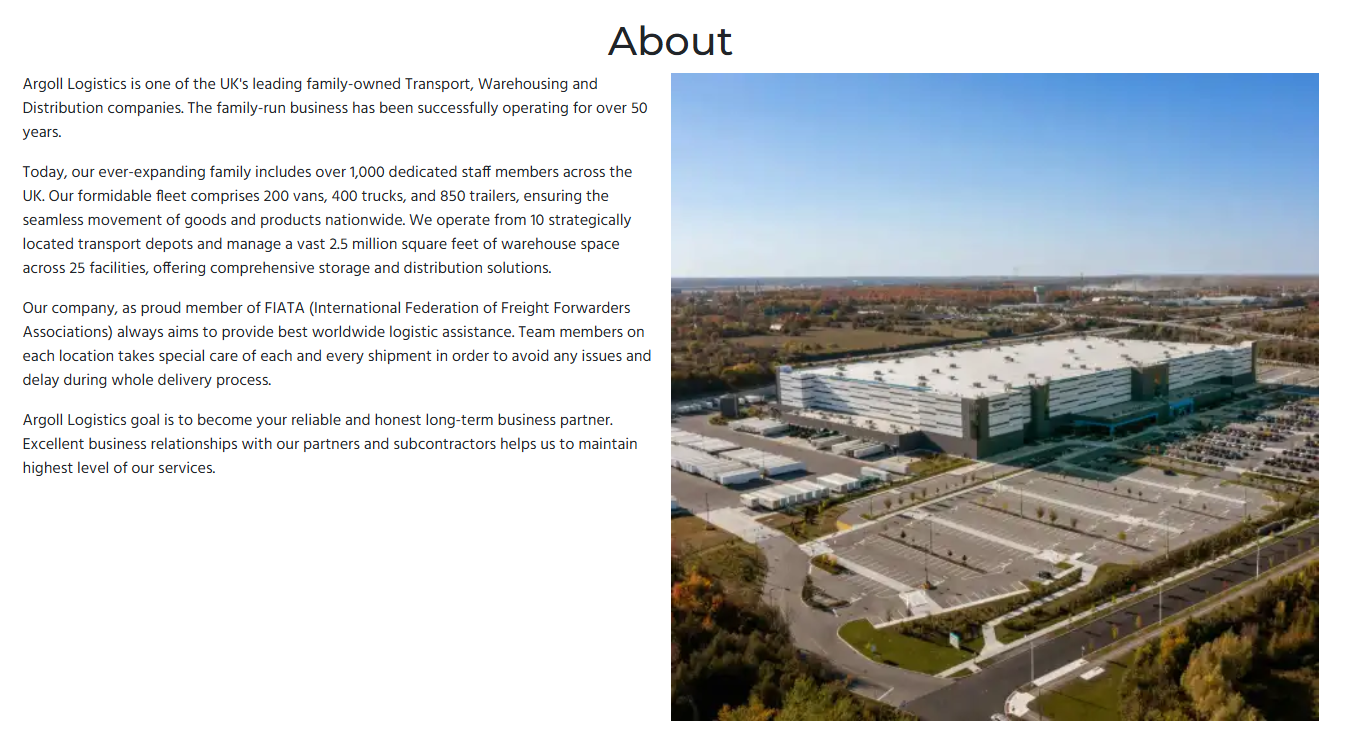 About
Argoll Logistics is one of the UK's leading family-owned Transport, Warehousing and
Distribution companies. The family-run business has been successfully operating for over 50
years.
Today, our ever-expanding family includes over 1,000 dedicated staff members across the
UK. Our formidable fleet comprises 200 vans, 400 trucks, and 850 trailers, ensuring the
seamless movement of goods and products nationwide. We operate from 10 strategically
located transport depots and manage a vast 2.5 million square feet of warehouse space
across 25 facilities, offering comprehensive storage and distribution solutions.
Our company, as proud member of FIATA (International Federation of Freight Forwarders
Associations) always aims to provide best worldwide logistic assistance. Team members on
each location takes special care of each and every shipment in order to avoid any issues and
delay during whole delivery process.
Argoll Logistics goal is to become your reliable and honest long-term business partner.
Excellent business relationships with our partners and subcontractors helps us to maintain
highest level of our services.